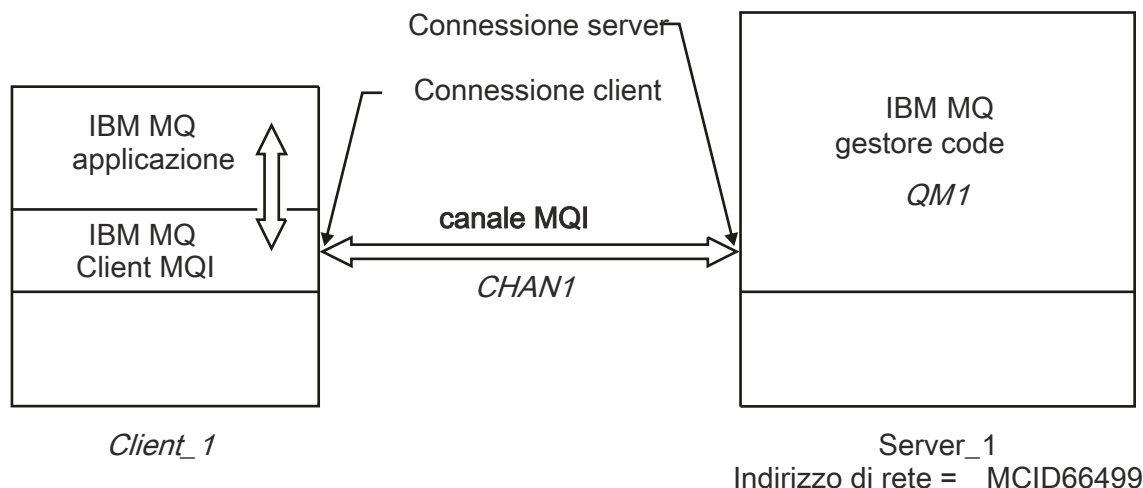 Connessione server
Connessione client
IBM MQ
applicazione
IBM MQ
Client MQI
canale MQI
CHAN1
IBM MQ
gestore code
QM1
Client_1
Server_1
Indirizzo di rete = MCID66499